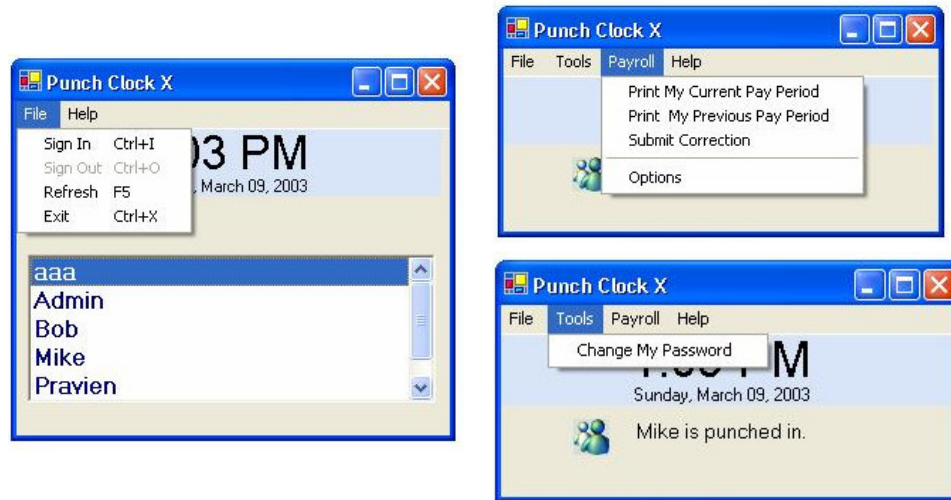 Punch Clock X
File Help
Sign In Ctrl+I
Sign Out Ctrl+O
Refresh F5
Exit Ctrl+X
03 PM
, March 09, 2003
aaa
Admin
Bob
Mike
Pravien
Punch Clock X
File Tools Payroll Help
Print My Current Pay Period
Print My Previous Pay Period
Submit Correction
Options
Punch Clock X
File Tools Payroll Help
Change My Password
PM
Sunday, March 09, 2003
Mike is punched in.